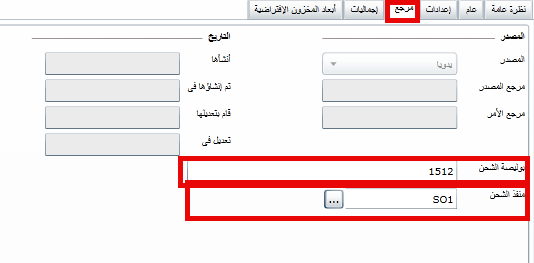 نظرة عامة
عام
إعدادات
مرجع
إجماليات
أبعاد المخزون الإفتراضية
المصدر
المصدر
يدويا
مرجع المصدر
مرجع الأمر
التاريخ
أنشأها
تم إنشاؤها فى
قام بتعديلها
تعديل فى
بوليصة الشحن
1512
منفذ الشحن
SO1
...